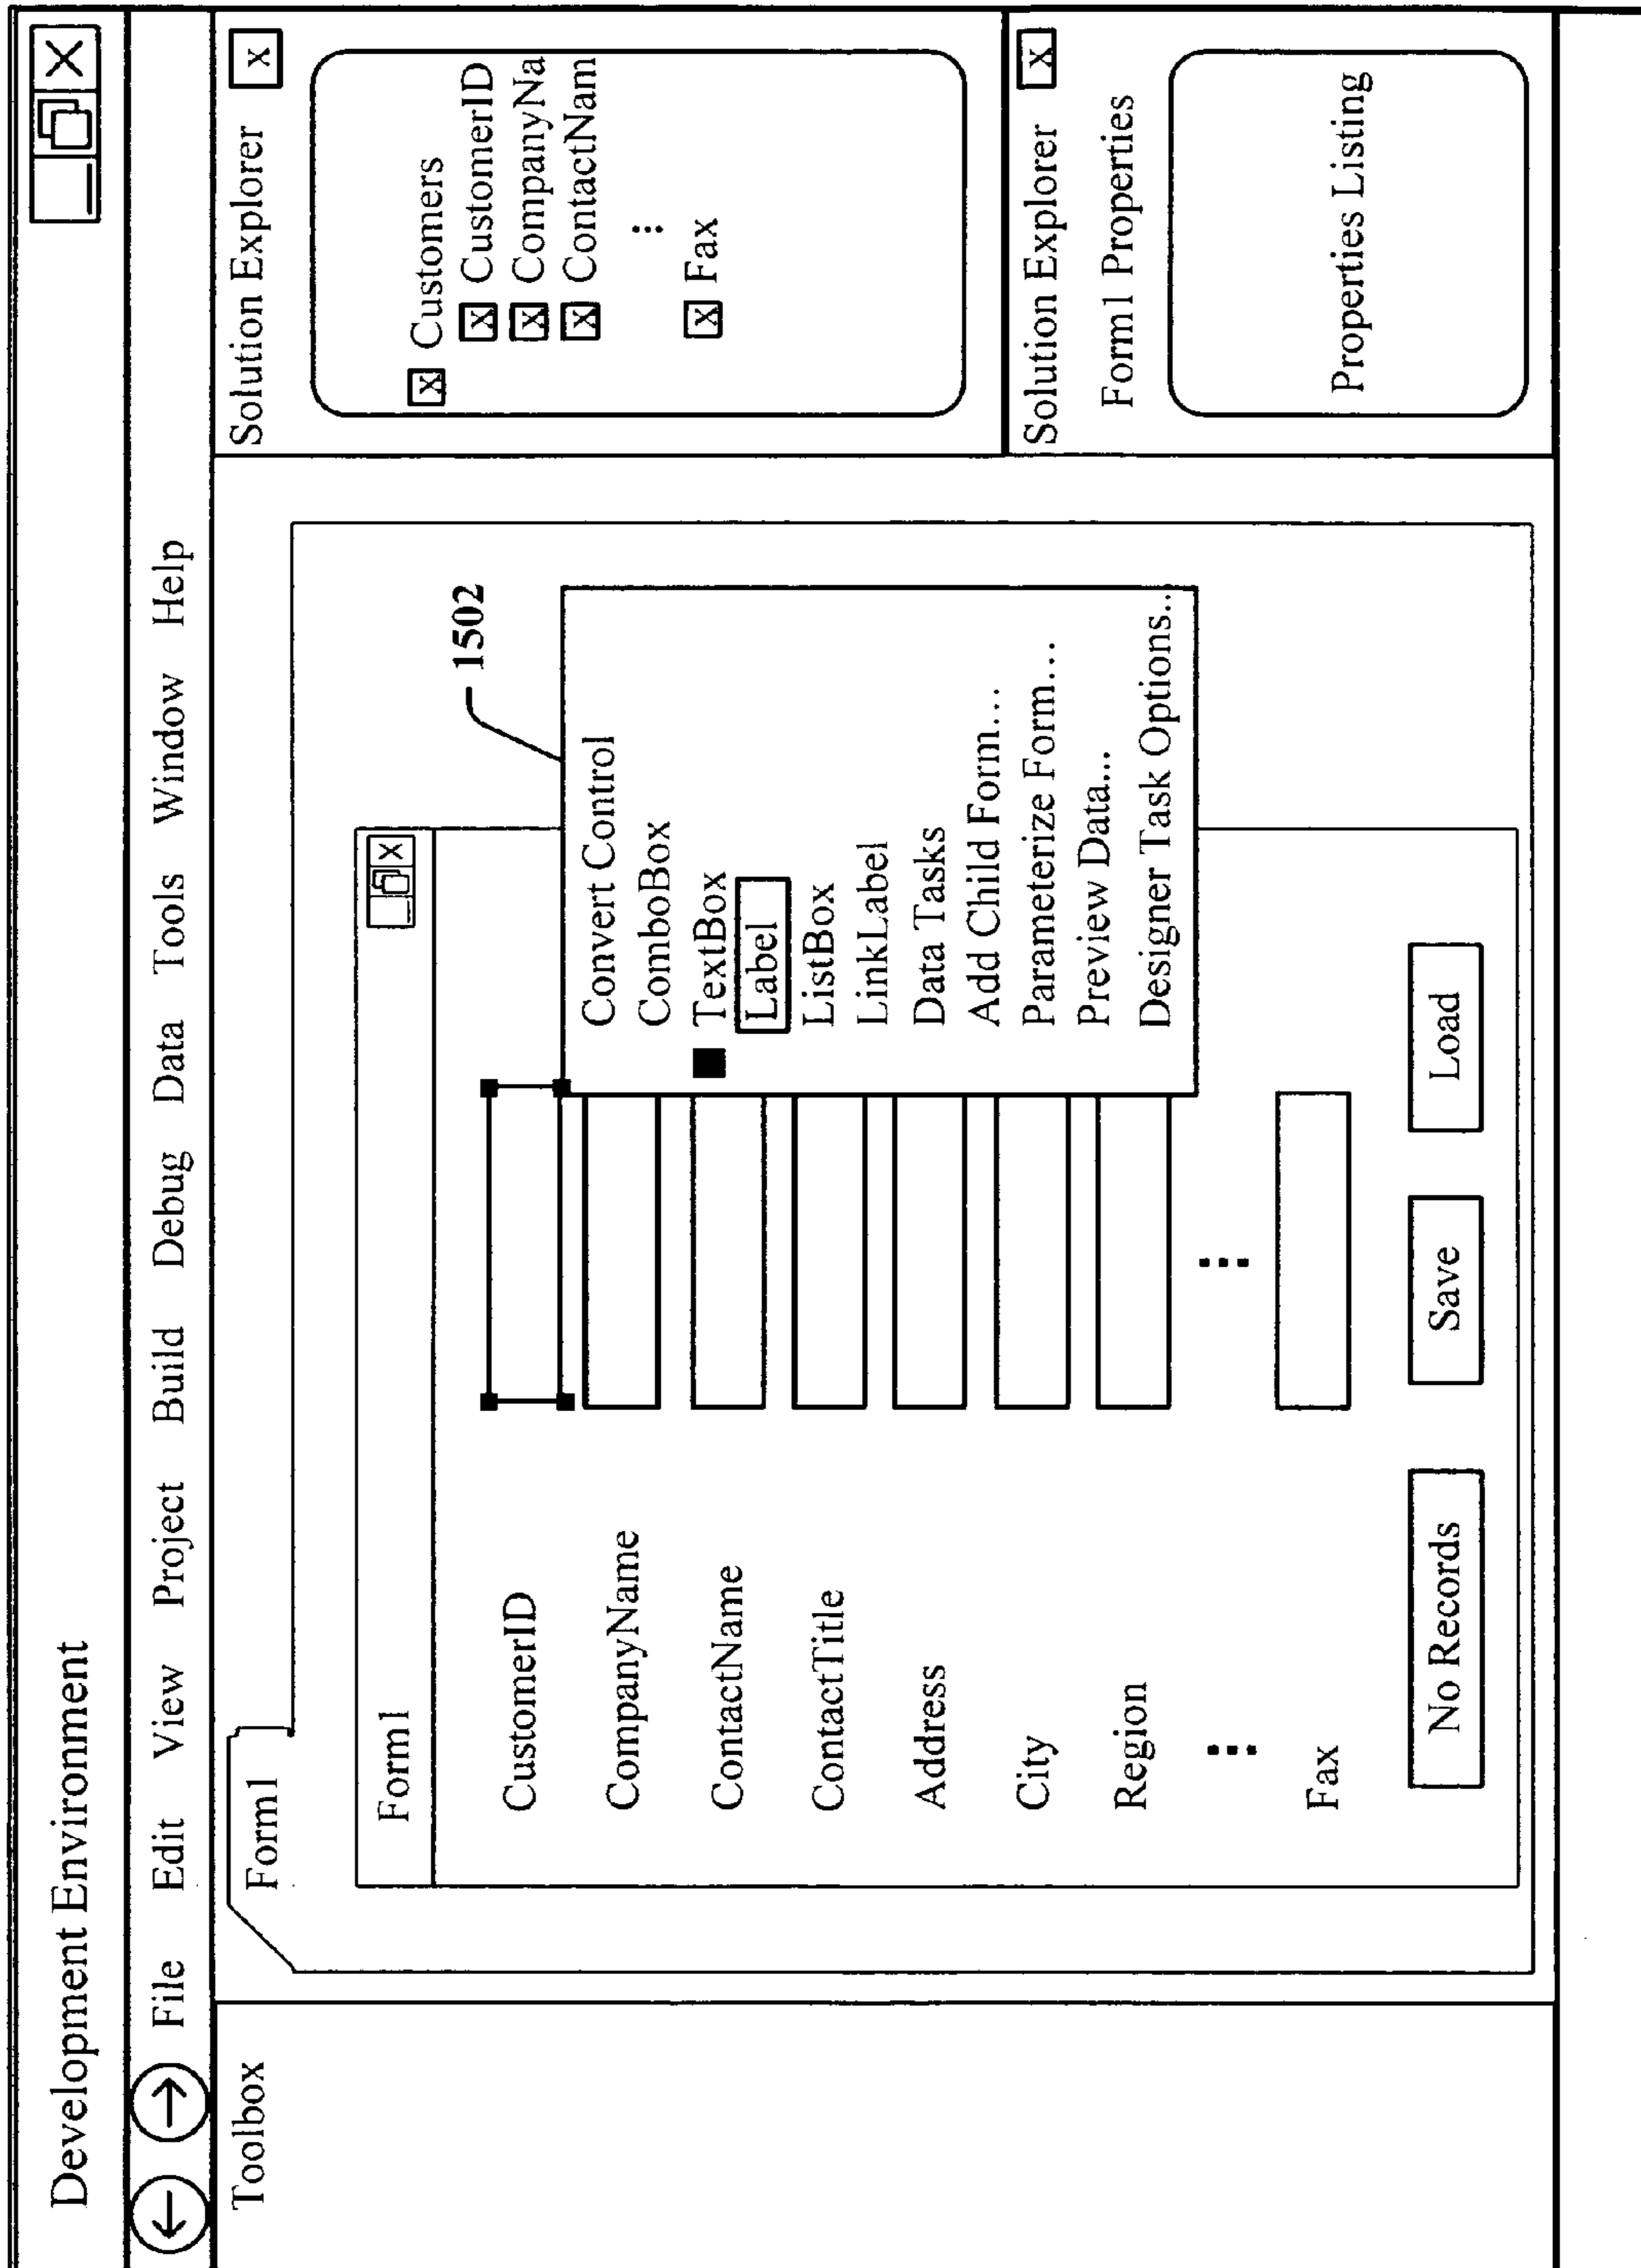 Development Environment
File Edit View Project Build Debug Data Tools Window Help
Toolbox
Form1
Form1
CustomerID
CompanyName
ContactName
ContactTitle
Address
City
Region
⋮
Fax
⋮
No Records
Save
Load
1502
Convert Control
ComboBox
TextBox
Label
ListBox
LinkLabel
Data Tasks
Add Child Form...
Parameterize Form...
Preview Data...
Designer Task Options..
Solution Explorer X
X Customers
X CustomerID
X CompanyNa
X ContactNam
⋮
X Fax
Solution Explorer X
Form1 Properties
Properties Listing